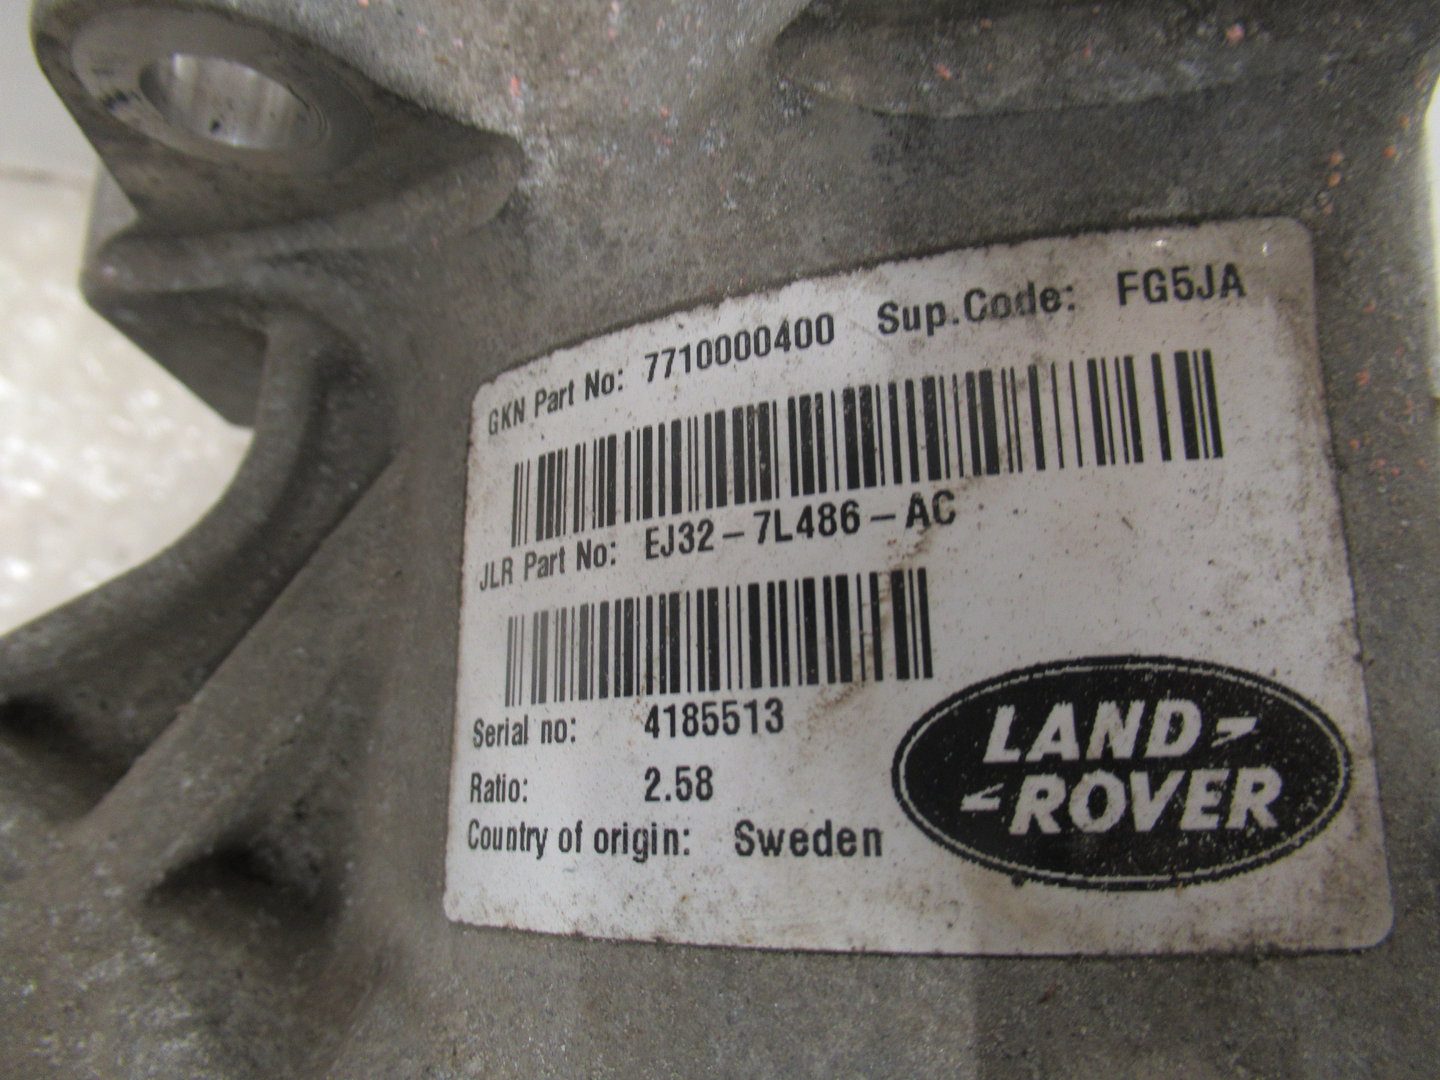 GKN Part No: 7710000400 Sup.Code: FG5JA
JLR Part No: EJ32-7L486-AC
Serial no: 4185513
Ratio: 2.58
Country of origin: Sweden
LAND
ROVER